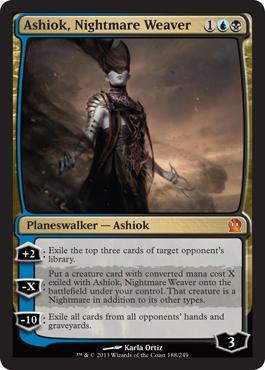 Ashiok, Nightmare Weaver 1
Planeswalker — Ashiok
+2 : Exile the top three cards of target opponent's
library.
-X : Put a creature card with converted mana cost X
exiled with Ashiok, Nightmare Weaver onto the
battlefield under your control. That creature is a
Nightmare in addition to its other types.
-10 : Exile all cards from all opponents' hands and
graveyards.
3
Karla Ortiz
™ & © 2013 Wizards of the Coast 188/249